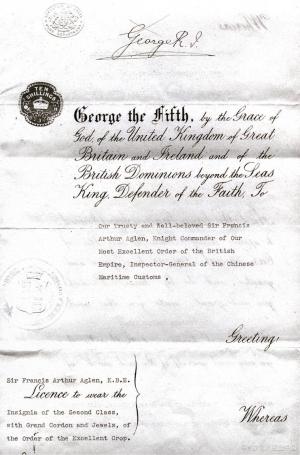 George R. I.
Whereas
TEN
SHILLINGS
George the Fifth, by the Grace of
God, of the United Kingdom of Great
Britain and Ireland and of the
British Dominions beyond the Seas
King, Defender of the Faith, To
Our Trusty and Well-beloved Sir Francis
Arthur Aglen, Knight Commander of Our
Most Excellent Order of the British
Empire, Inspector-General of the Chinese
Maritime Customs.
Greeting:
Sir Francis Arthur Aglen, K.B.E.
Licence to wear the
Insignia of the Second Class,
with Grand Cordon and Jewels, of
the Order of the Excellent Crop.
Whereas